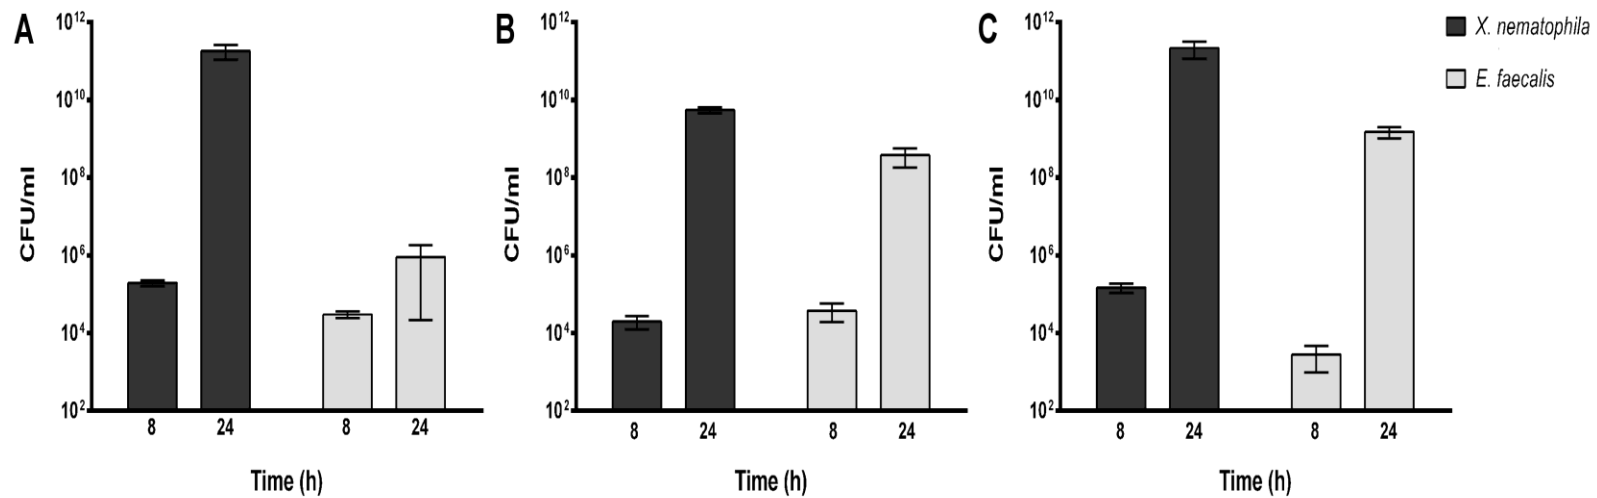 A
10¹²
10¹⁰
10⁸
10⁶
10⁴
10²
CFU/ml
8 24 8 24
Time (h)
B
10¹²
10¹⁰
10⁸
10⁶
10⁴
10²
CFU/ml
8 24 8 24
Time (h)
C
10¹²
10¹⁰
10⁸
10⁶
10⁴
10²
CFU/ml
8 24 8 24
Time (h)
X. nematophila
E. faecalis